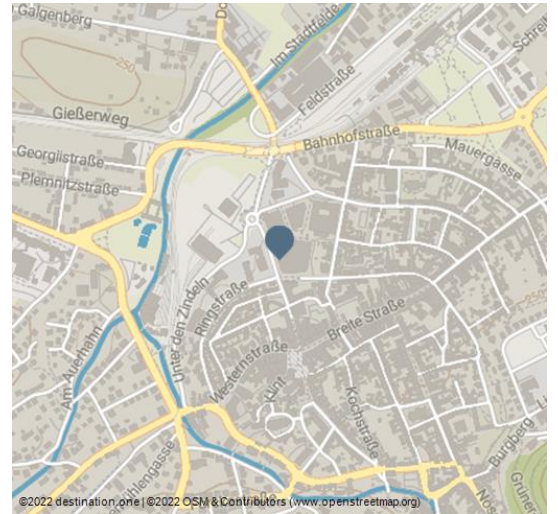 Galgenberg
Im Stadtfelde
Feldstraße
Gießerweg
Bahnhofstraße
Georgiistraße
Mauergasse
Plemnitzstraße
Unter den Zindeln
Ringstraße
Breite Straße
Am Auerhahn
Westernstraße
Klint
Kochstraße
Burgberg
©2022 destination.one | ©2022 OSM & Contributors (www.openstreetmap.org)